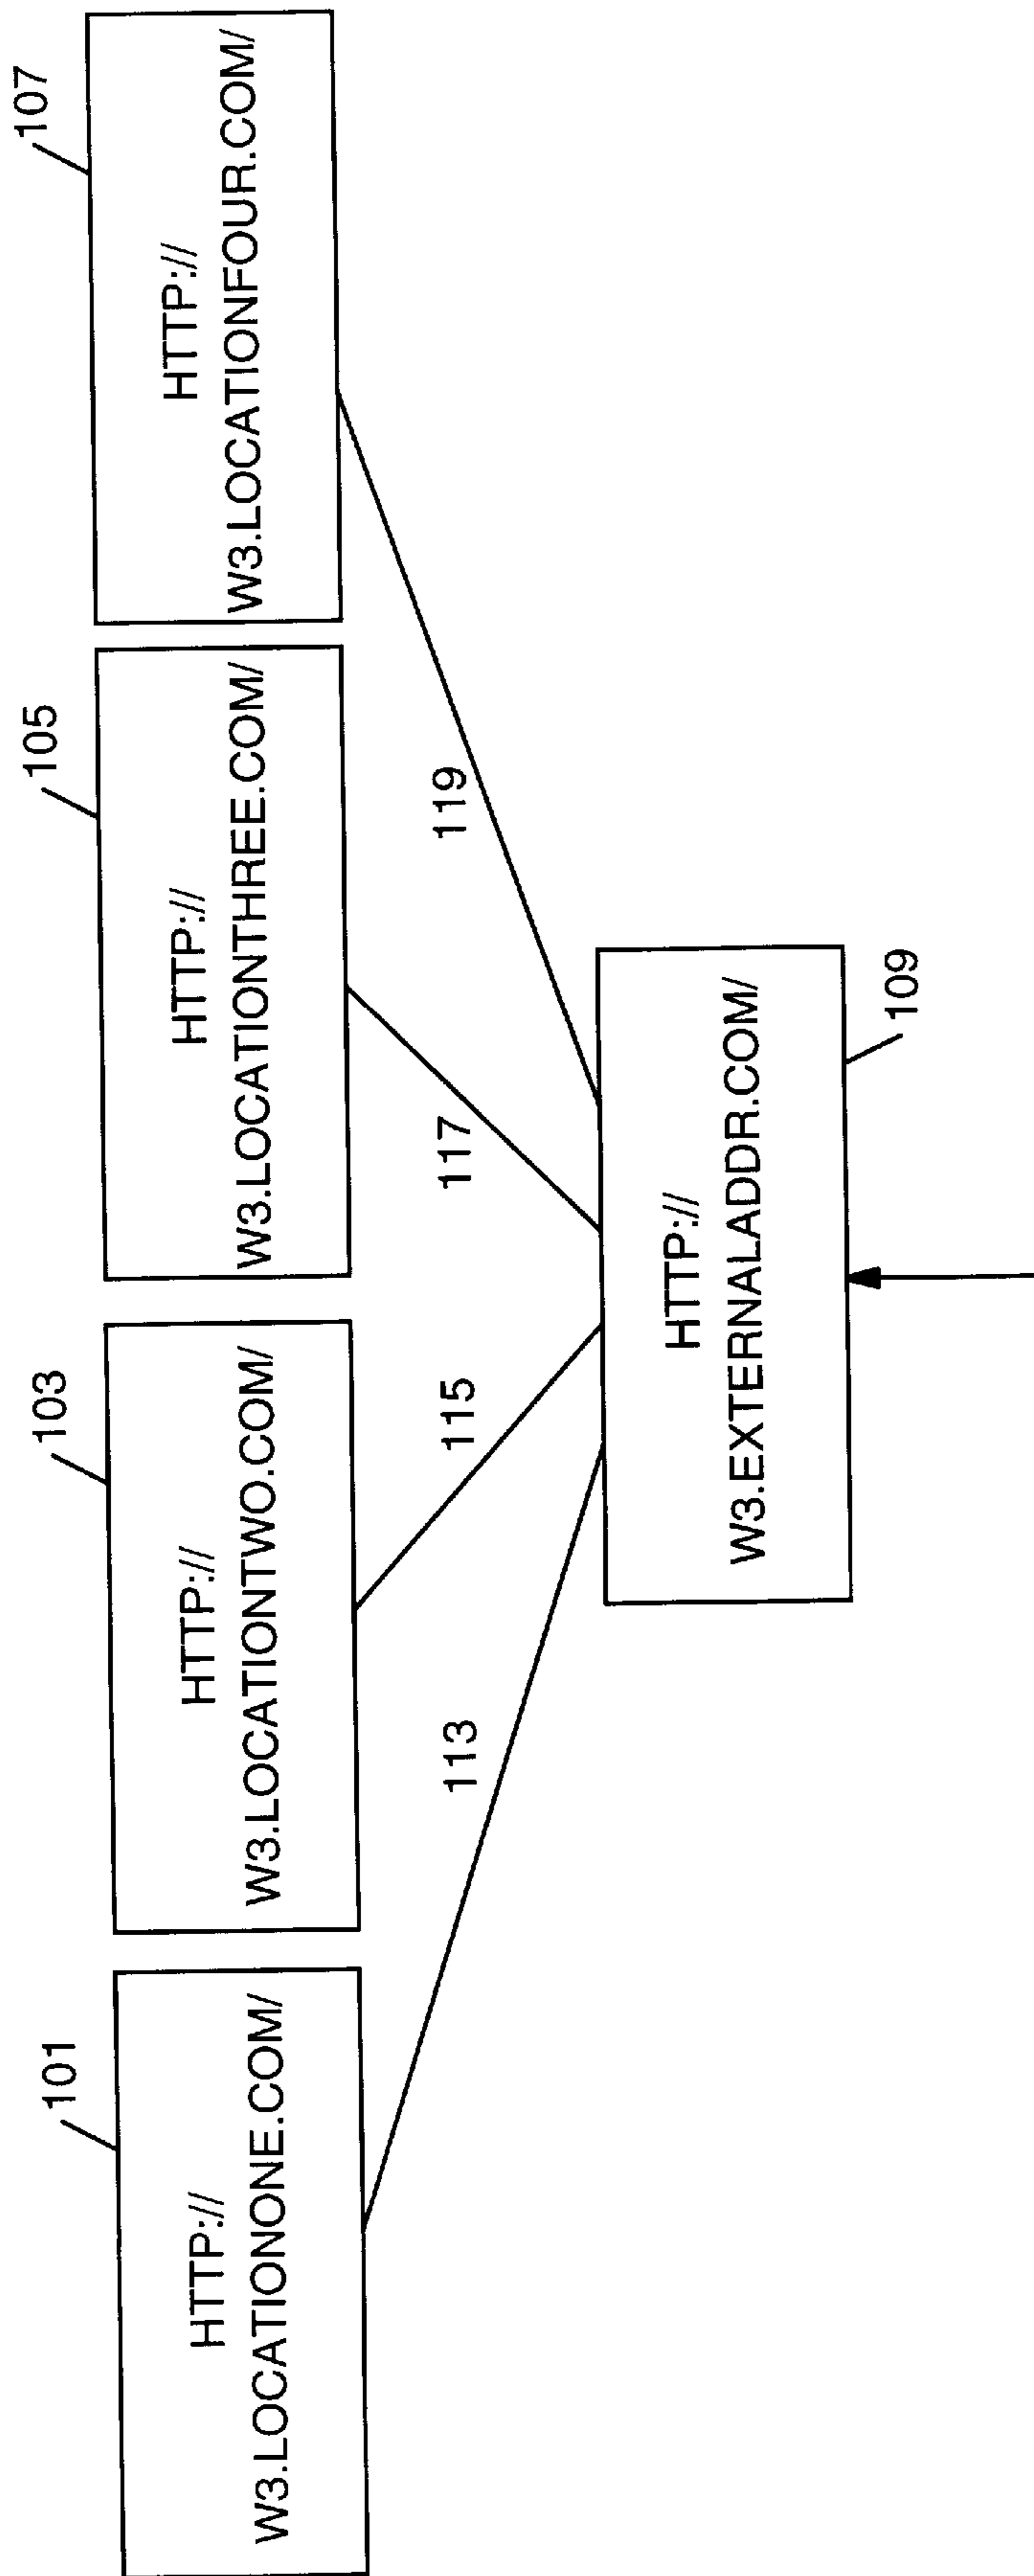 101
HTTP://
W3.LOCATIONONE.COM/
103
HTTP://
W3.LOCATIONTWO.COM/
105
HTTP://
W3.LOCATIONTHREE.COM/
107
HTTP://
W3.LOCATIONFOUR.COM/
113
115
117
119
HTTP://
W3.EXTERNALADDR.COM/
109